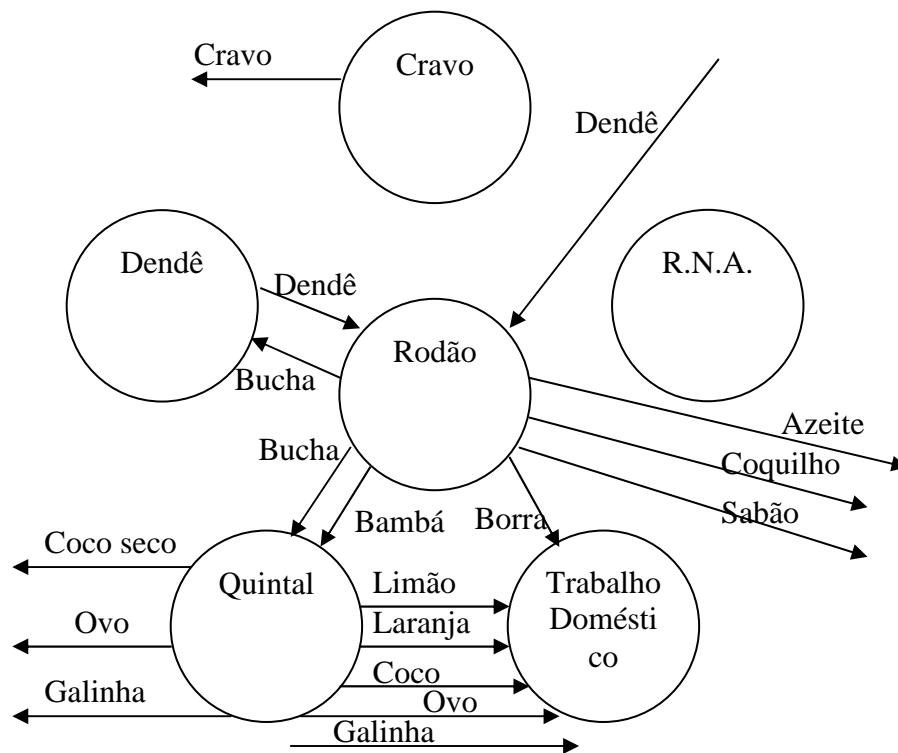 Cravo
Cravo
Dendê
Dendê
R.N.A.
Dendê
Rodão
Bucha
Azeite
Bucha
Coquilho
Bambá
Borra
Sabão
Coco seco
Quintal
Limão
Trabalho
Domésti
co
Ovo
Laranja
Coco
Galinha
Ovo
Galinha